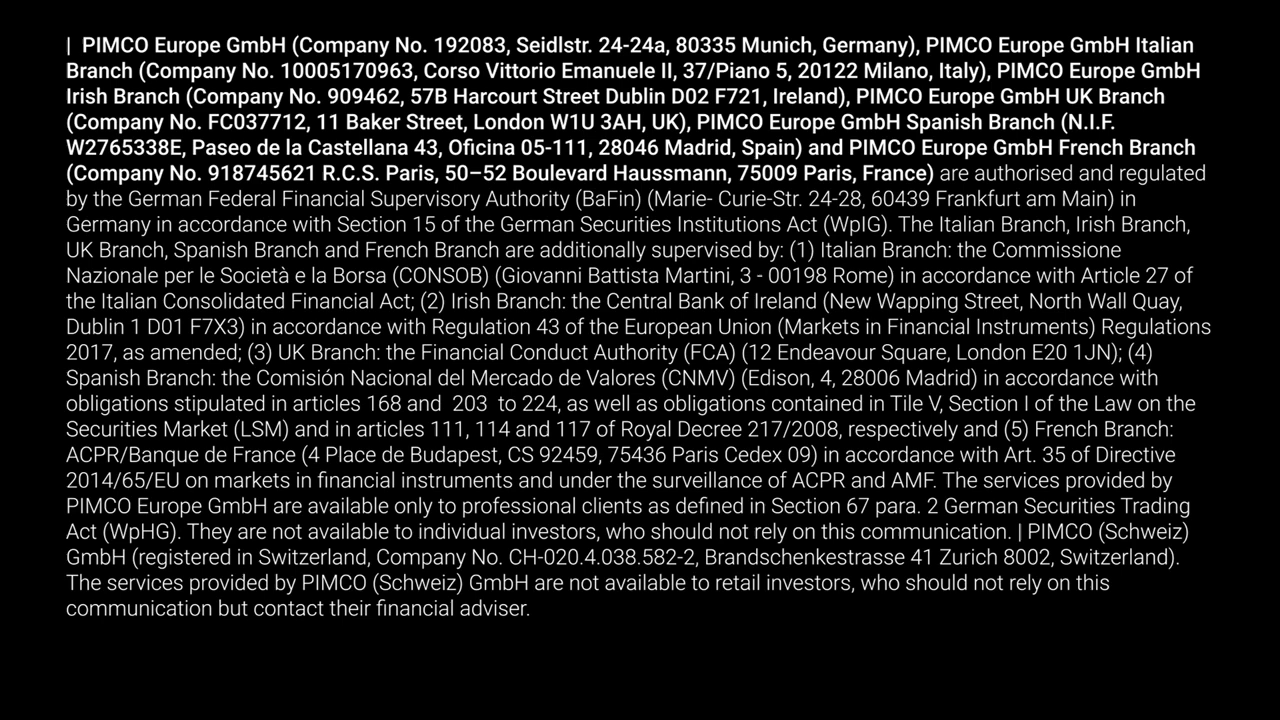 | PIMCO Europe GmbH (Company No. 192083, Seidlstr. 24-24a, 80335 Munich, Germany), PIMCO Europe GmbH Italian
Branch (Company No. 10005170963, Corso Vittorio Emanuele II, 37/Piano 5, 20122 Milano, Italy), PIMCO Europe GmbH
Irish Branch (Company No. 909462, 57B Harcourt Street Dublin D02 F721, Ireland), PIMCO Europe GmbH UK Branch
(Company No. FC037712, 11 Baker Street, London W1U 3AH, UK), PIMCO Europe GmbH Spanish Branch (N.I.F.
W2765338E, Paseo de la Castellana 43, Oficina 05-111, 28046 Madrid, Spain) and PIMCO Europe GmbH French Branch
(Company No. 918745621 R.C.S. Paris, 50–52 Boulevard Haussmann, 75009 Paris, France) are authorised and regulated
by the German Federal Financial Supervisory Authority (BaFin) (Marie- Curie-Str. 24-28, 60439 Frankfurt am Main) in
Germany in accordance with Section 15 of the German Securities Institutions Act (WpIG). The Italian Branch, Irish Branch,
UK Branch, Spanish Branch and French Branch are additionally supervised by: (1) Italian Branch: the Commissione
Nazionale per le Società e la Borsa (CONSOB) (Giovanni Battista Martini, 3 - 00198 Rome) in accordance with Article 27 of
the Italian Consolidated Financial Act; (2) Irish Branch: the Central Bank of Ireland (New Wapping Street, North Wall Quay,
Dublin 1 D01 F7X3) in accordance with Regulation 43 of the European Union (Markets in Financial Instruments) Regulations
2017, as amended; (3) UK Branch: the Financial Conduct Authority (FCA) (12 Endeavour Square, London E20 1JN); (4)
Spanish Branch: the Comisión Nacional del Mercado de Valores (CNMV) (Edison, 4, 28006 Madrid) in accordance with
obligations stipulated in articles 168 and 203 to 224, as well as obligations contained in Tile V, Section I of the Law on the
Securities Market (LSM) and in articles 111, 114 and 117 of Royal Decree 217/2008, respectively and (5) French Branch:
ACPR/Banque de France (4 Place de Budapest, CS 92459, 75436 Paris Cedex 09) in accordance with Art. 35 of Directive
2014/65/EU on markets in financial instruments and under the surveillance of ACPR and AMF. The services provided by
PIMCO Europe GmbH are available only to professional clients as defined in Section 67 para. 2 German Securities Trading
Act (WpHG). They are not available to individual investors, who should not rely on this communication. | PIMCO (Schweiz)
GmbH (registered in Switzerland, Company No. CH-020.4.038.582-2, Brandschenkestrasse 41 Zurich 8002, Switzerland).
The services provided by PIMCO (Schweiz) GmbH are not available to retail investors, who should not rely on this
communication but contact their financial adviser.